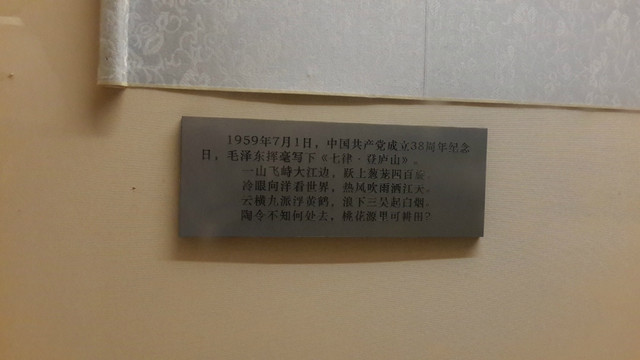 1959年7月1日，中国共产党成立38周年纪念
日，毛泽东挥毫写下《七律·登庐山》。
一山飞峙大江边，跃上葱茏四百旋。
冷眼向洋看世界，热风吹雨洒江天。
云横九派浮黄鹤，浪下三吴起白烟。
陶令不知何处去，桃花源里可耕田？